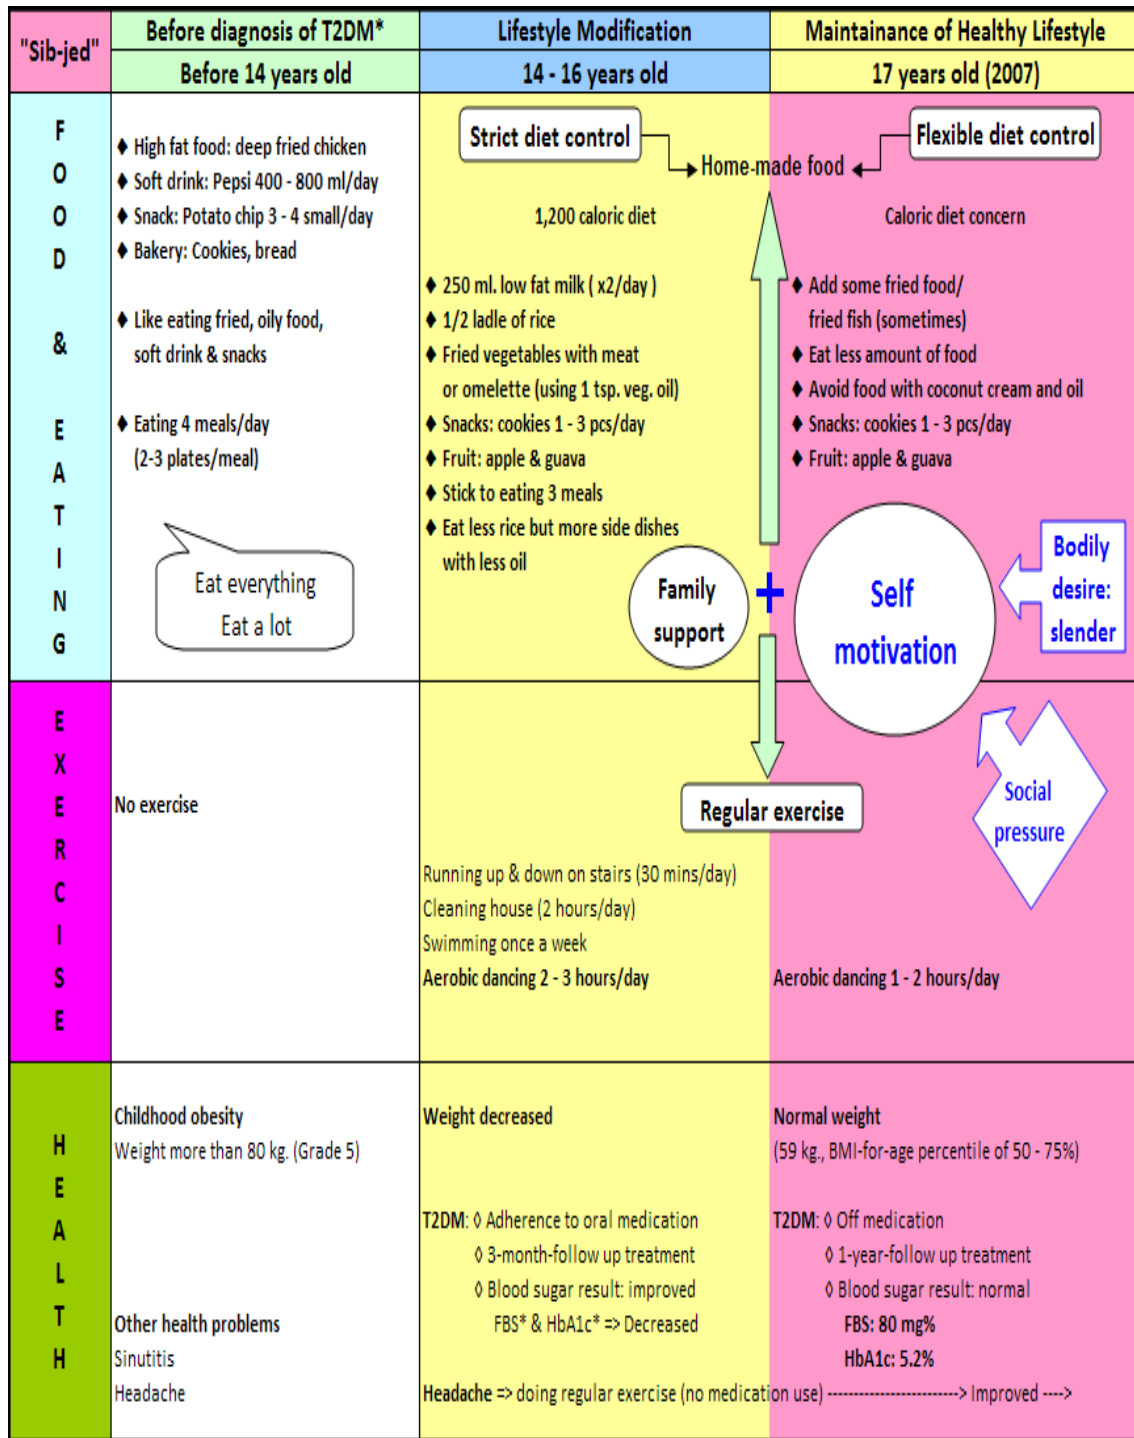 "Sib-jed"
Before diagnosis of T2DM*
Lifestyle Modification
Maintainance of Healthy Lifestyle
Before 14 years old
14 - 16 years old
17 years old (2007)
FOOD & EATING
♦ High fat food: deep fried chicken
♦ Soft drink: Pepsi 400 - 800 ml/day
♦ Snack: Potato chip 3 - 4 small/day
♦ Bakery: Cookies, bread
♦ Like eating fried, oily food,
soft drink & snacks
♦ Eating 4 meals/day
(2-3 plates/meal)
Eat everything
Eat a lot
Strict diet control
Home-made food
Flexible diet control
1,200 caloric diet
♦ 250 ml. low fat milk ( x2/day )
♦ 1/2 ladle of rice
♦ Fried vegetables with meat
or omelette (using 1 tsp. veg. oil)
♦ Snacks: cookies 1 - 3 pcs/day
♦ Fruit: apple & guava
♦ Stick to eating 3 meals
♦ Eat less rice but more side dishes
with less oil
Caloric diet concern
♦ Add some fried food/
fried fish (sometimes)
♦ Eat less amount of food
♦ Avoid food with coconut cream and oil
♦ Snacks: cookies 1 - 3 pcs/day
♦ Fruit: apple & guava
Family
support
+
Self
motivation
Bodily
desire:
slender
Social
pressure
EXERCISE
No exercise
Regular exercise
Running up & down on stairs (30 mins/day)
Cleaning house (2 hours/day)
Swimming once a week
Aerobic dancing 2 - 3 hours/day
Aerobic dancing 1 - 2 hours/day
HEALTH
Childhood obesity
Weight more than 80 kg. (Grade 5)
Other health problems
Sinutitis
Headache
Weight decreased
T2DM: ◊ Adherence to oral medication
◊ 3-month-follow up treatment
◊ Blood sugar result: improved
FBS* & HbA1c* => Decreased
Normal weight
(59 kg., BMI-for-age percentile of 50 - 75%)
T2DM: ◊ Off medication
◊ 1-year-follow up treatment
◊ Blood sugar result: normal
FBS: 80 mg%
HbA1c: 5.2%
Headache => doing regular exercise (no medication use) --------------------------> Improved ---->